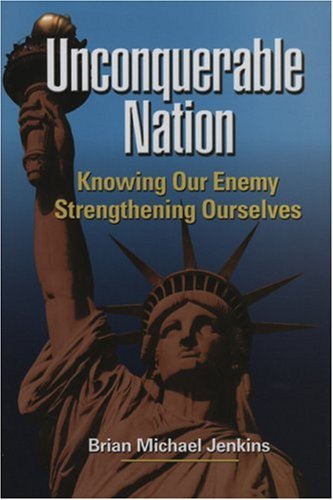 Unconquerable
Nation
Knowing Our Enemy
Strengthening Ourselves
Brian Michael Jenkins